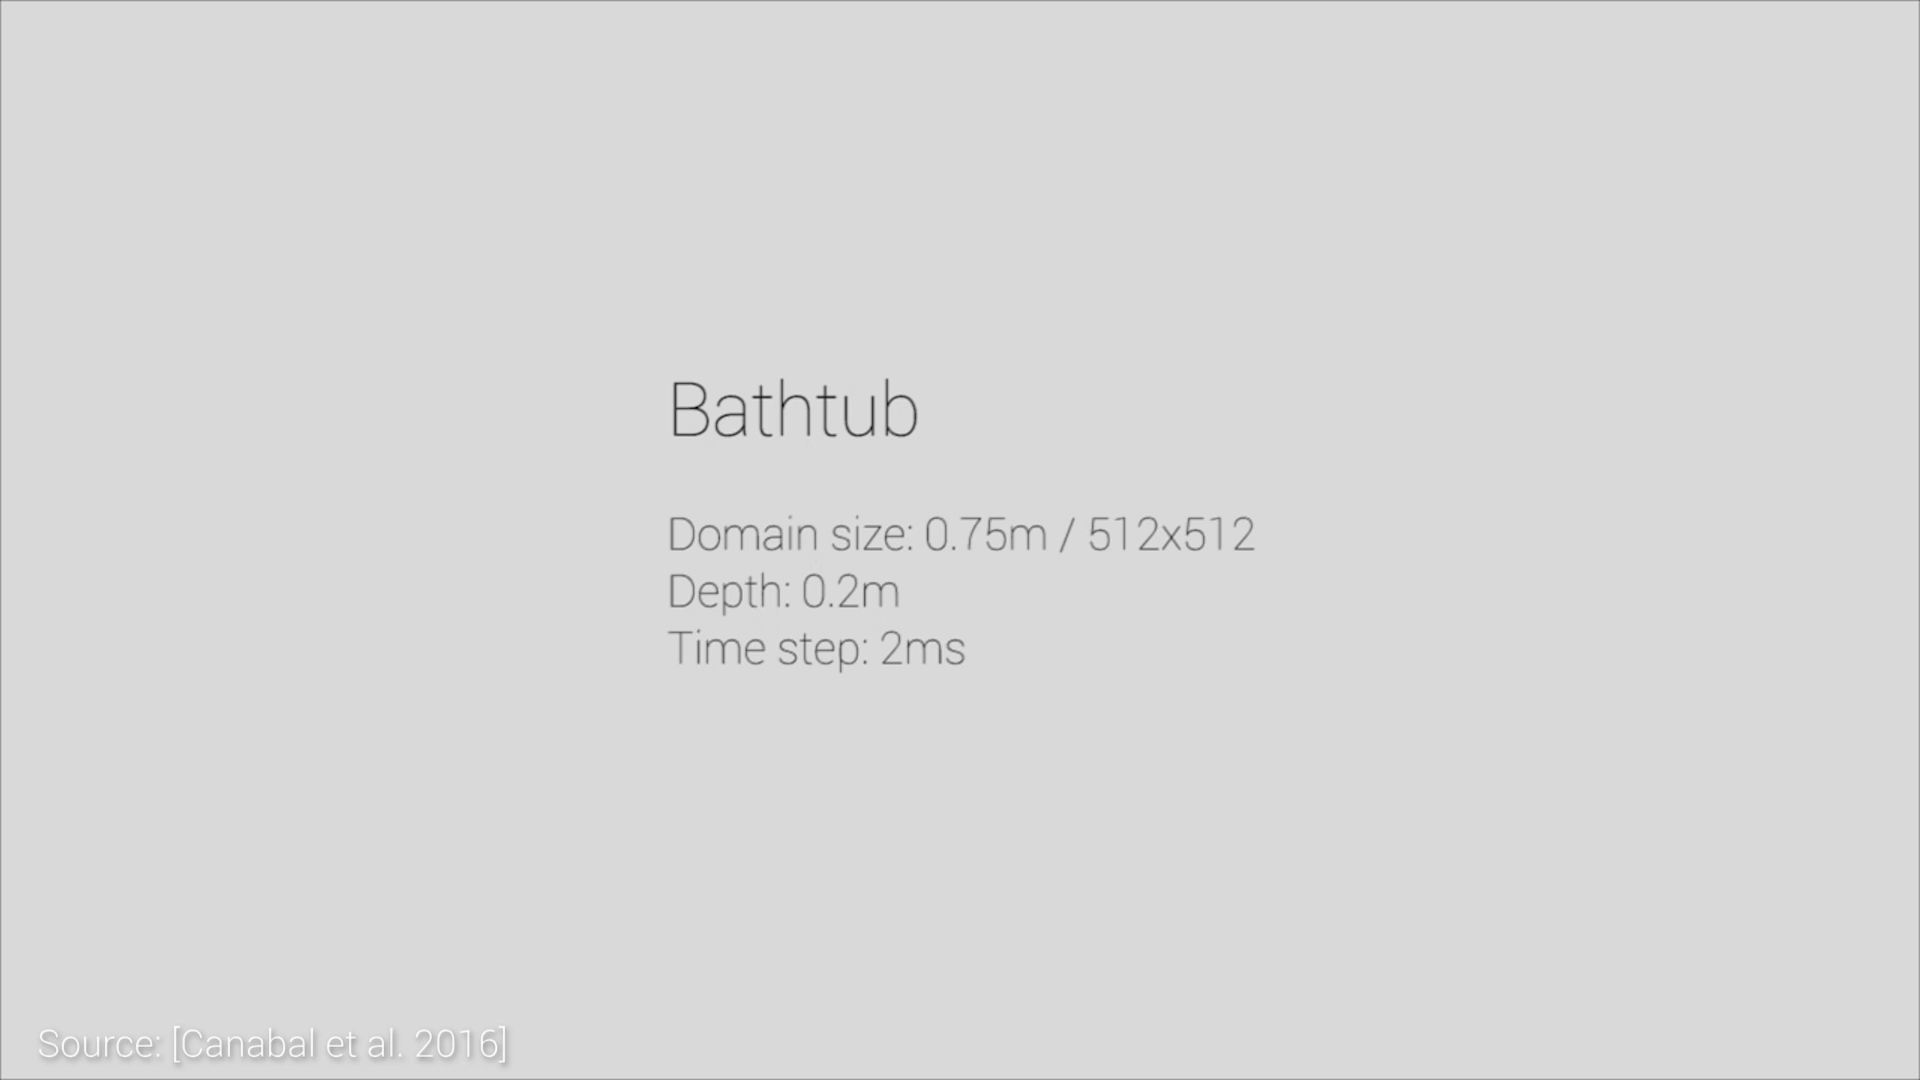 Bathtub
Domain size: 0.75m / 512x512
Depth: 0.2m
Time step: 2ms
Source: [Canabal et al. 2016]